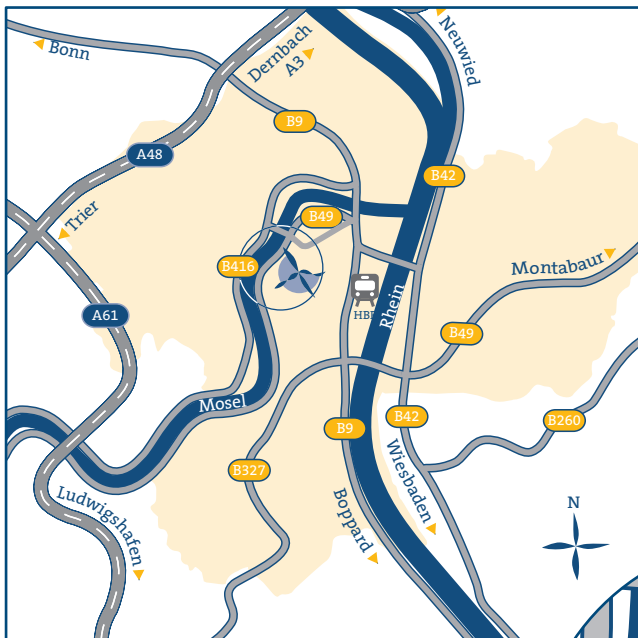 Bonn
Dernbach
A3
Neuwied
B9
A48
B42
Trier
B49
B416
Montabaur
HBF
Rhein
A61
B49
Mosel
B42
B260
B9
B327
Wiesbaden
Ludwigshafen
Boppard
N